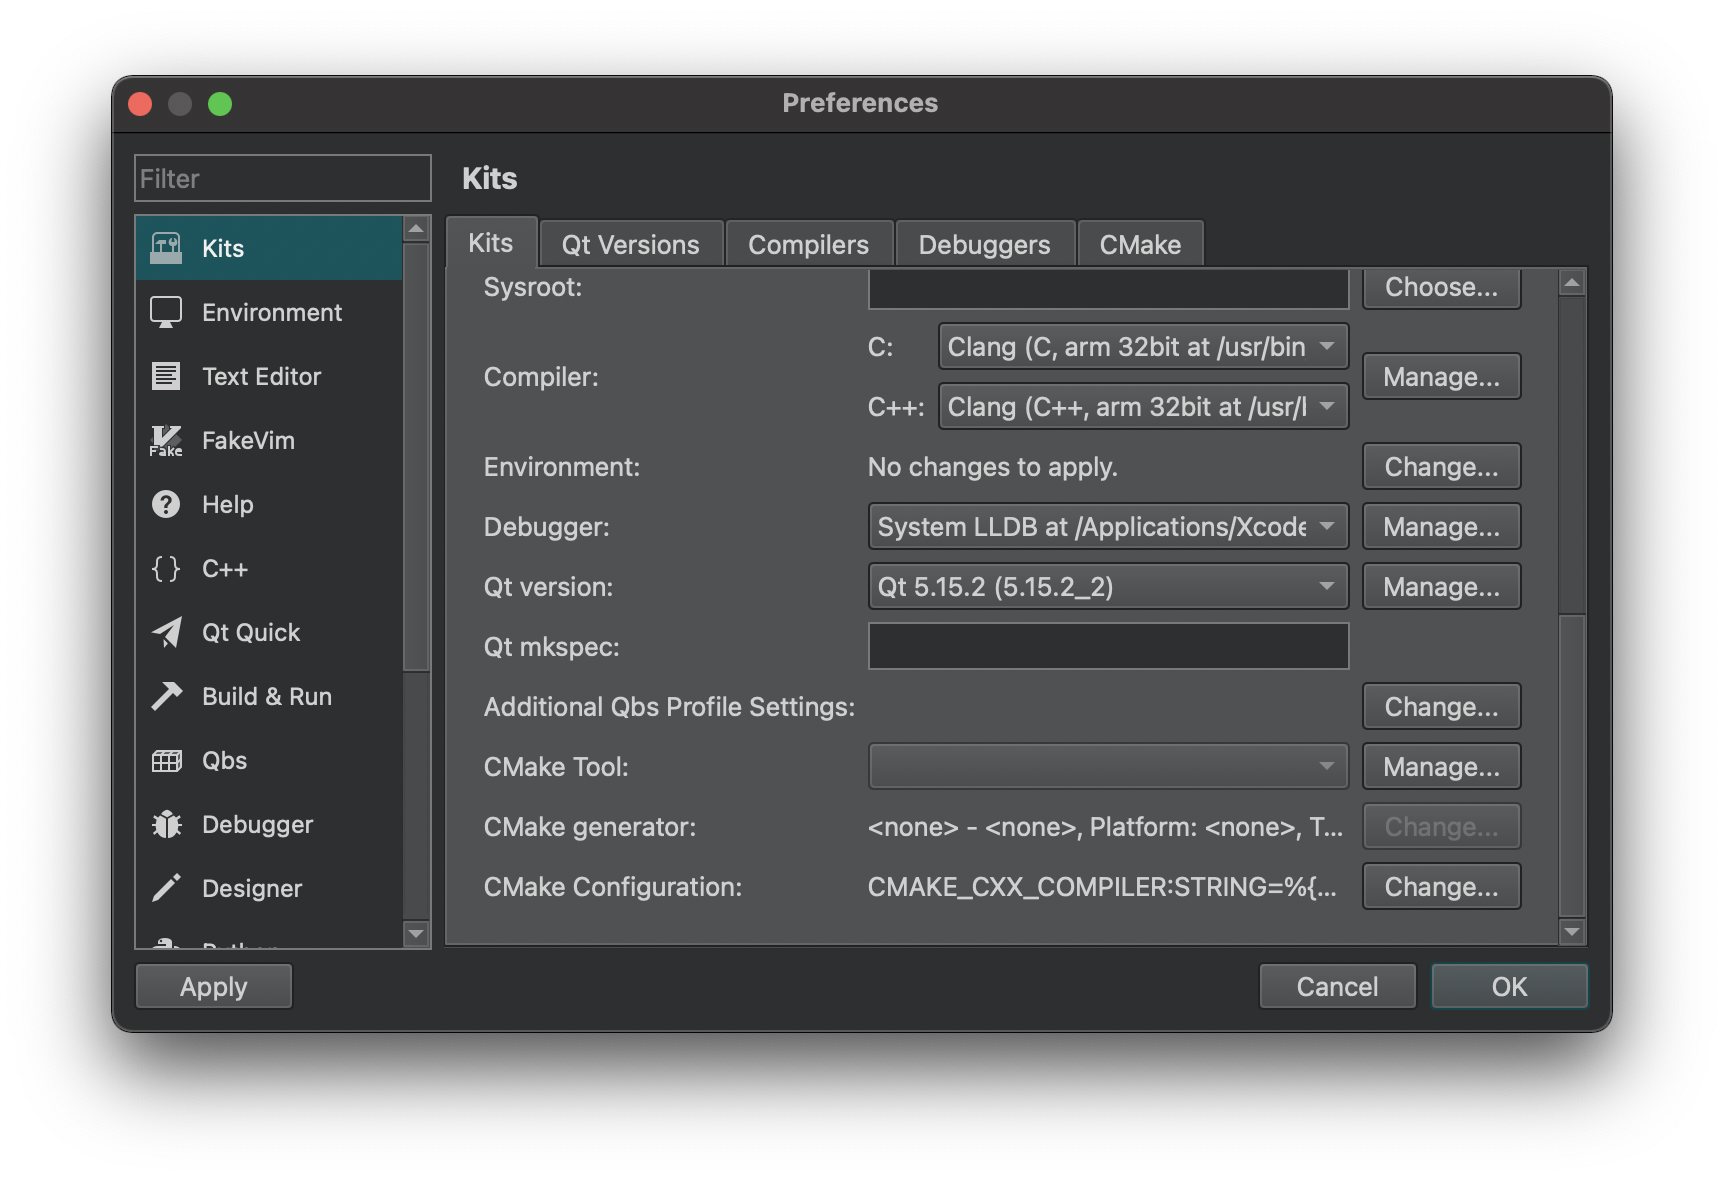 Preferences
Filter
Kits
Environment
Text Editor
FakeVim
Help
C++
Qt Quick
Build & Run
Qbs
Debugger
Designer
Kits
Kits
Qt Versions
Compilers
Debuggers
CMake
Sysroot:
Choose...
Compiler:
C:
Clang (C, arm 32bit at /usr/bin
C++:
Clang (C++, arm 32bit at /usr/
Manage...
Environment:
No changes to apply.
Change...
Debugger:
System LLDB at /Applications/Xcode
Manage...
Qt version:
Qt 5.15.2 (5.15.2_2)
Manage...
Qt mkspec:
Additional Qbs Profile Settings:
Change...
CMake Tool:
Manage...
CMake generator:
<none> - <none>, Platform: <none>, T...
Change...
CMake Configuration:
CMAKE_CXX_COMPILER:STRING=%{...
Change...
Apply
Cancel
OK